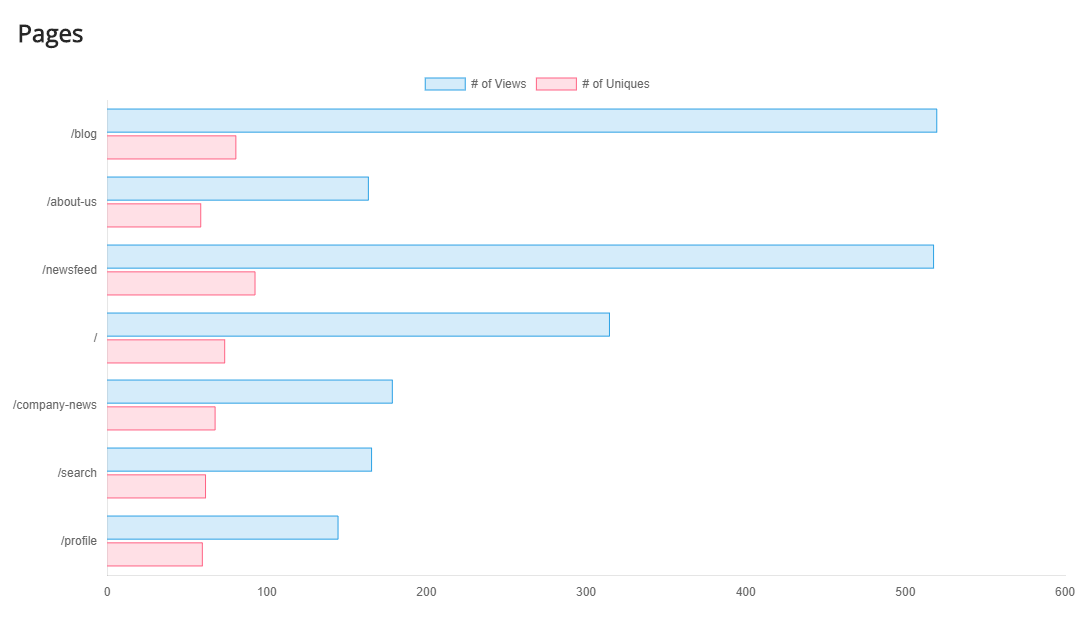 Pages
# of Views # of Uniques
/blog
/about-us
/newsfeed
/
/company-news
/search
/profile
0 100 200 300 400 500 600